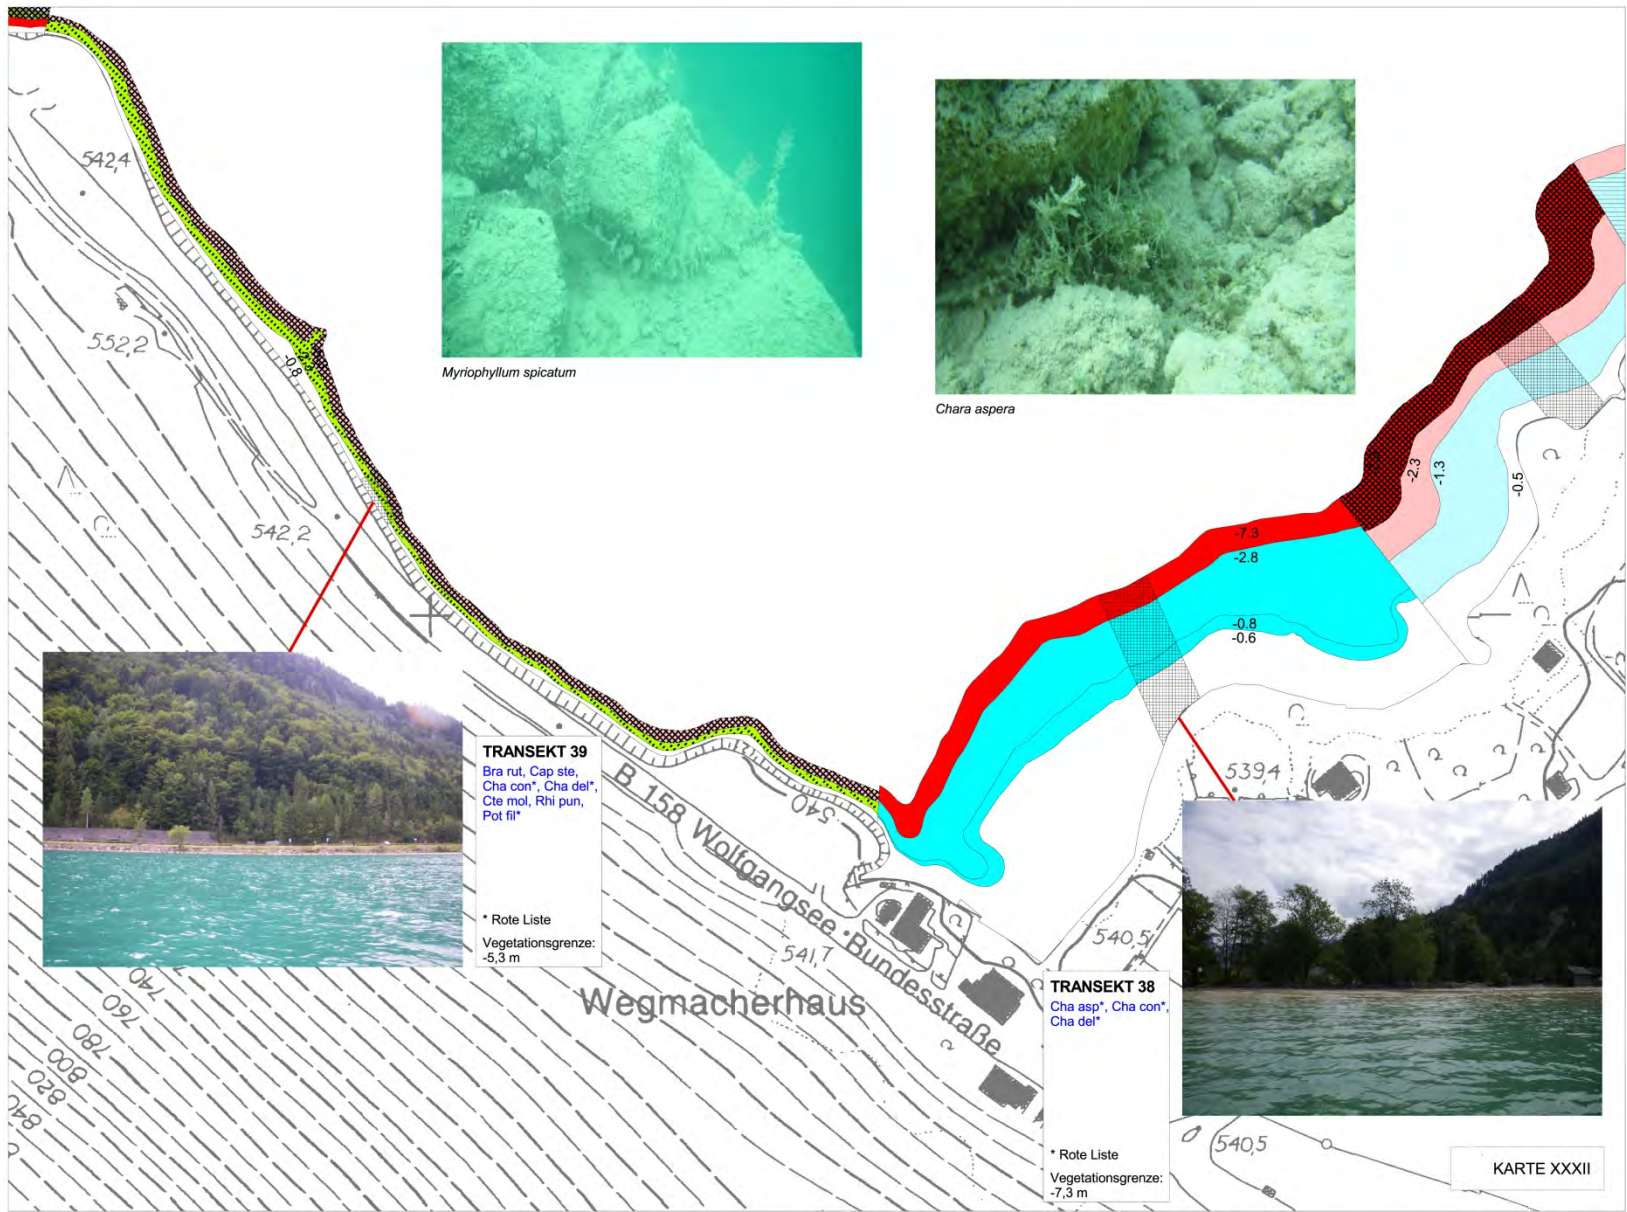 542,4
552,2
-0.8
542,2
Myriophyllum spicatum
Chara aspera
-2.3
-1.3
-0.5
-7.3
-2.8
-0.8
-0.6
TRANSEKT 39
Bra rut, Cap ste,
Cha con*, Cha del*,
Cte mol, Rhi pun,
Pot fil*
* Rote Liste
Vegetationsgrenze:
-5,3 m
B 158 Wolfgangsee-Bundesstraße
540
541,7
Wegmacherhaus
539,4
540,5
TRANSEKT 38
Cha asp*, Cha con*,
Cha del*
* Rote Liste
Vegetationsgrenze:
-7,3 m
740
760
780
800
820
840
540,5
KARTE XXXII